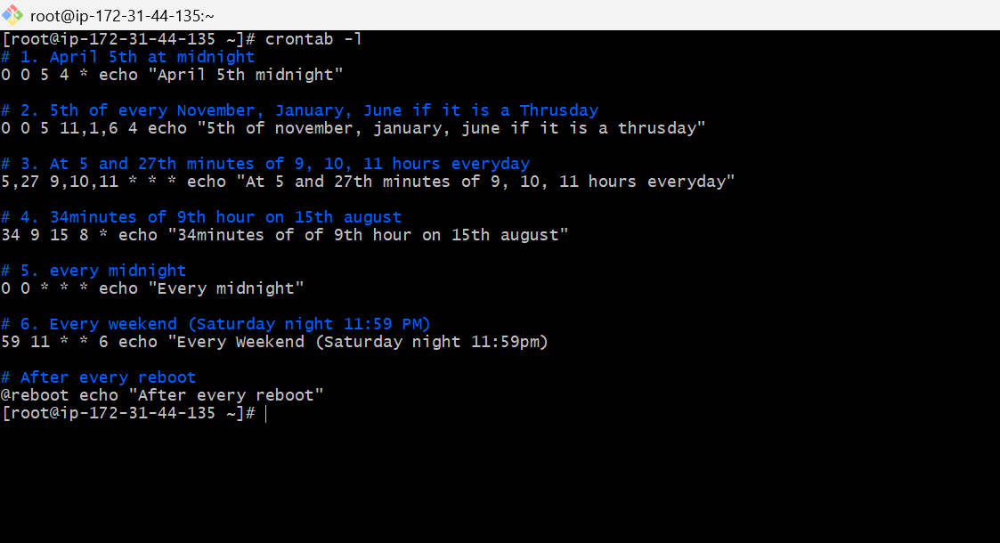 root@ip-172-31-44-135:~
[root@ip-172-31-44-135 ~]# crontab -l
# 1. April 5th at midnight
0 0 5 4 * echo "April 5th midnight"
# 2. 5th of every November, January, June if it is a Thrusday
0 0 5 11,1,6 4 echo "5th of november, january, june if it is a thrusday"
# 3. At 5 and 27th minutes of 9, 10, 11 hours everyday
5,27 9,10,11 * * * echo "At 5 and 27th minutes of 9, 10, 11 hours everyday"
# 4. 34minutes of 9th hour on 15th august
34 9 15 8 * echo "34minutes of of 9th hour on 15th august"
# 5. every midnight
0 0 * * * echo "Every midnight"
# 6. Every weekend (Saturday night 11:59 PM)
59 11 * * 6 echo "Every Weekend (Saturday night 11:59pm)
# After every reboot
@reboot echo "After every reboot"
[root@ip-172-31-44-135 ~]#